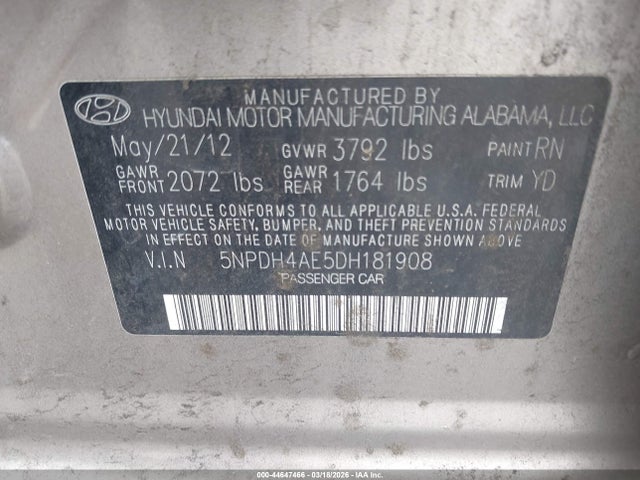 MANUFACTURED BY
HYUNDAI MOTOR MANUFACTURING ALABAMA, LLC
May/21/12 GVWR 3792 lbs PAINT RN
GAWR FRONT 2072 lbs GAWR REAR 1764 lbs TRIM YD
THIS VEHICLE CONFORMS TO ALL APPLICABLE U.S.A. FEDERAL
MOTOR VEHICLE SAFETY, BUMPER, AND THEFT PREVENTION STANDARDS
IN EFFECT ON THE DATE OF MANUFACTURE SHOWN ABOVE.
V.I.N 5NPDH4AE5DH181908
PASSENGER CAR
000-44647466 - 03/16/2026 - IAA Inc.